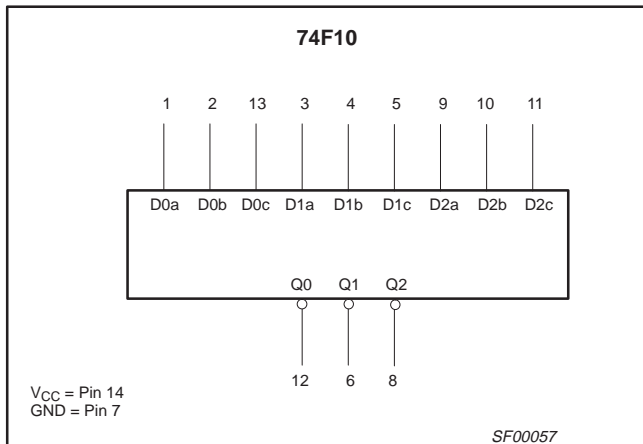 74F10
1 2 13 3 4 5 9 10 11
D0a D0b D0c D1a D1b D1c D2a D2b D2c
Q0 Q1 Q2
12 6 8
VCC = Pin 14
GND = Pin 7
SF00057